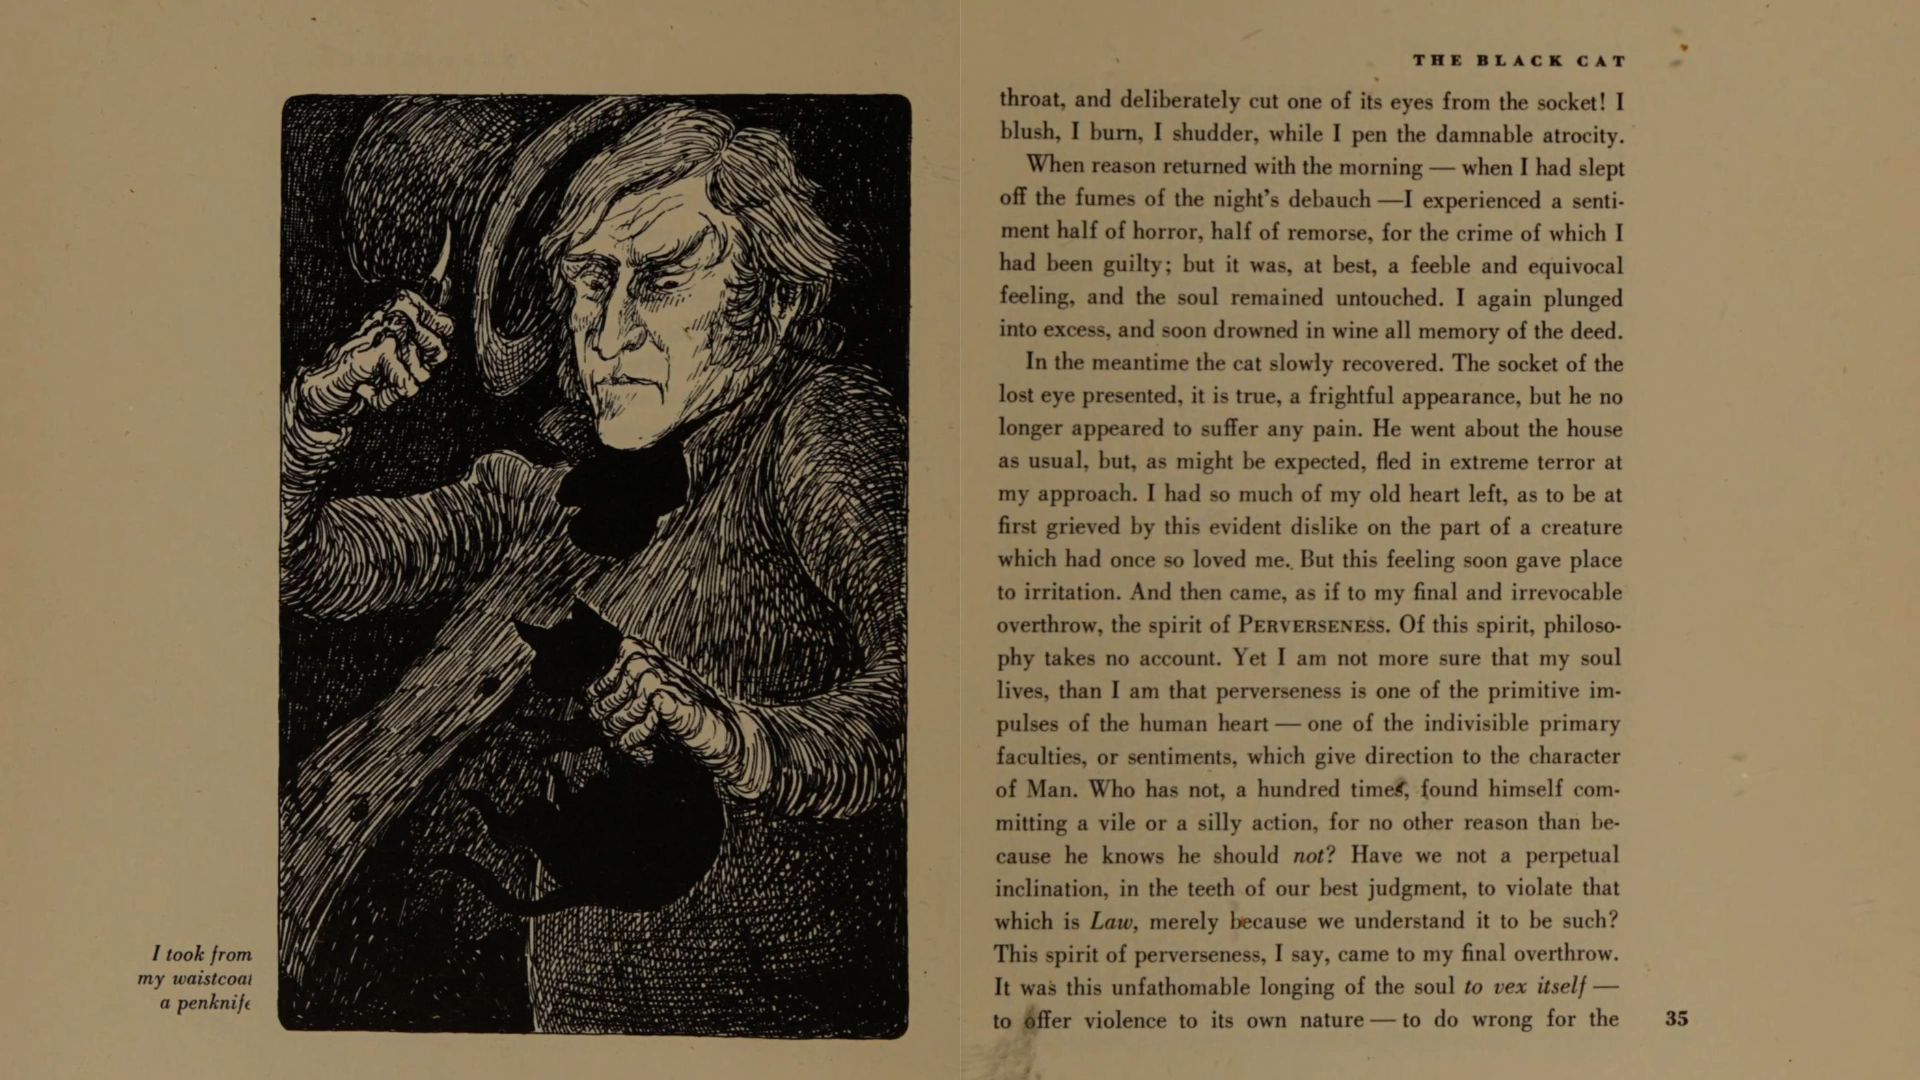 I took from
my waistcoat
a penknife
THE BLACK CAT
throat, and deliberately cut one of its eyes from the socket! I
blush, I burn, I shudder, while I pen the damnable atrocity.
When reason returned with the morning — when I had slept
off the fumes of the night's debauch —I experienced a senti-
ment half of horror, half of remorse, for the crime of which I
had been guilty; but it was, at best, a feeble and equivocal
feeling, and the soul remained untouched. I again plunged
into excess, and soon drowned in wine all memory of the deed.
In the meantime the cat slowly recovered. The socket of the
lost eye presented, it is true, a frightful appearance, but he no
longer appeared to suffer any pain. He went about the house
as usual, but, as might be expected, fled in extreme terror at
my approach. I had so much of my old heart left, as to be at
first grieved by this evident dislike on the part of a creature
which had once so loved me. But this feeling soon gave place
to irritation. And then came, as if to my final and irrevocable
overthrow, the spirit of PERVERSENESS. Of this spirit, philoso-
phy takes no account. Yet I am not more sure that my soul
lives, than I am that perverseness is one of the primitive im-
pulses of the human heart — one of the indivisible primary
faculties, or sentiments, which give direction to the character
of Man. Who has not, a hundred times, found himself com-
mitting a vile or a silly action, for no other reason than be-
cause he knows he should not? Have we not a perpetual
inclination, in the teeth of our best judgment, to violate that
which is Law, merely because we understand it to be such?
This spirit of perverseness, I say, came to my final overthrow.
It was this unfathomable longing of the soul to vex itself —
to offer violence to its own nature — to do wrong for the
35